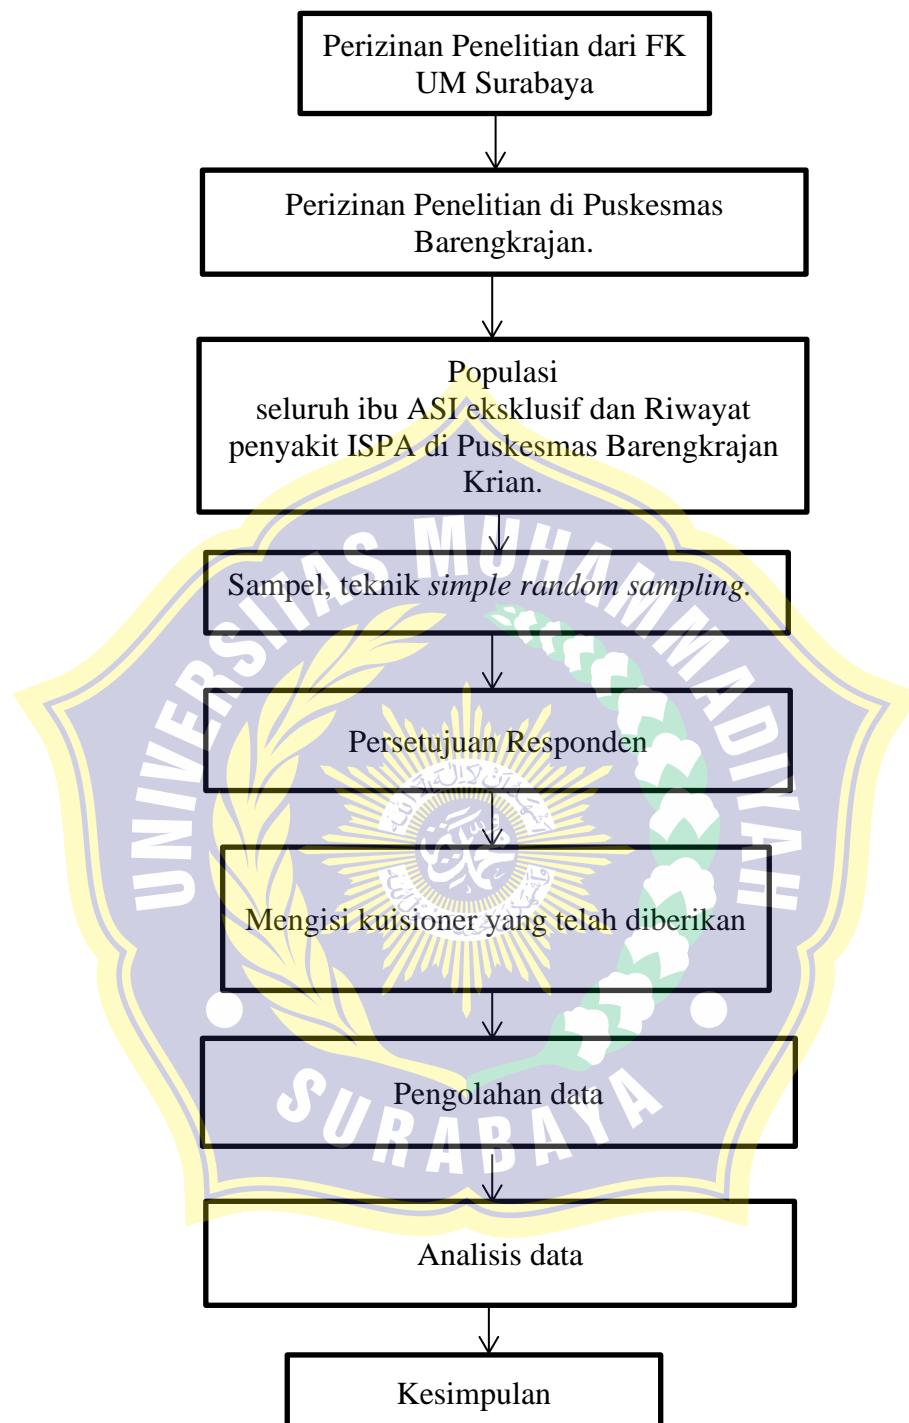 Perizinan Penelitian dari FK
UM Surabaya
Perizinan Penelitian di Puskesmas
Barengkrajan.
Populasi
seluruh ibu ASI eksklusif dan Riwayat
penyakit ISPA di Puskesmas Barengkrajan
Krian.
UNIVERSITAS MUHAMMADIYAH
Sampel, teknik simple random sampling.
Persetujuan Responden
Mengisi kuisioner yang telah diberikan
Pengolahan data
SURABAYA
Analisis data
Kesimpulan